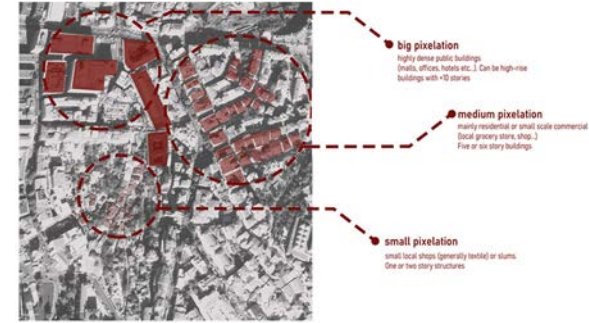 big pixelation
highly dense public buildings
(malls, offices, hotels etc..). Can be high-rise
buildings with +10 stories
medium pixelation
mainly residential or small scale commercial
(local grocery store, shop..)
Five or six story buildings
small pixelation
small local shops (generally textile) or slums.
One or two story structures